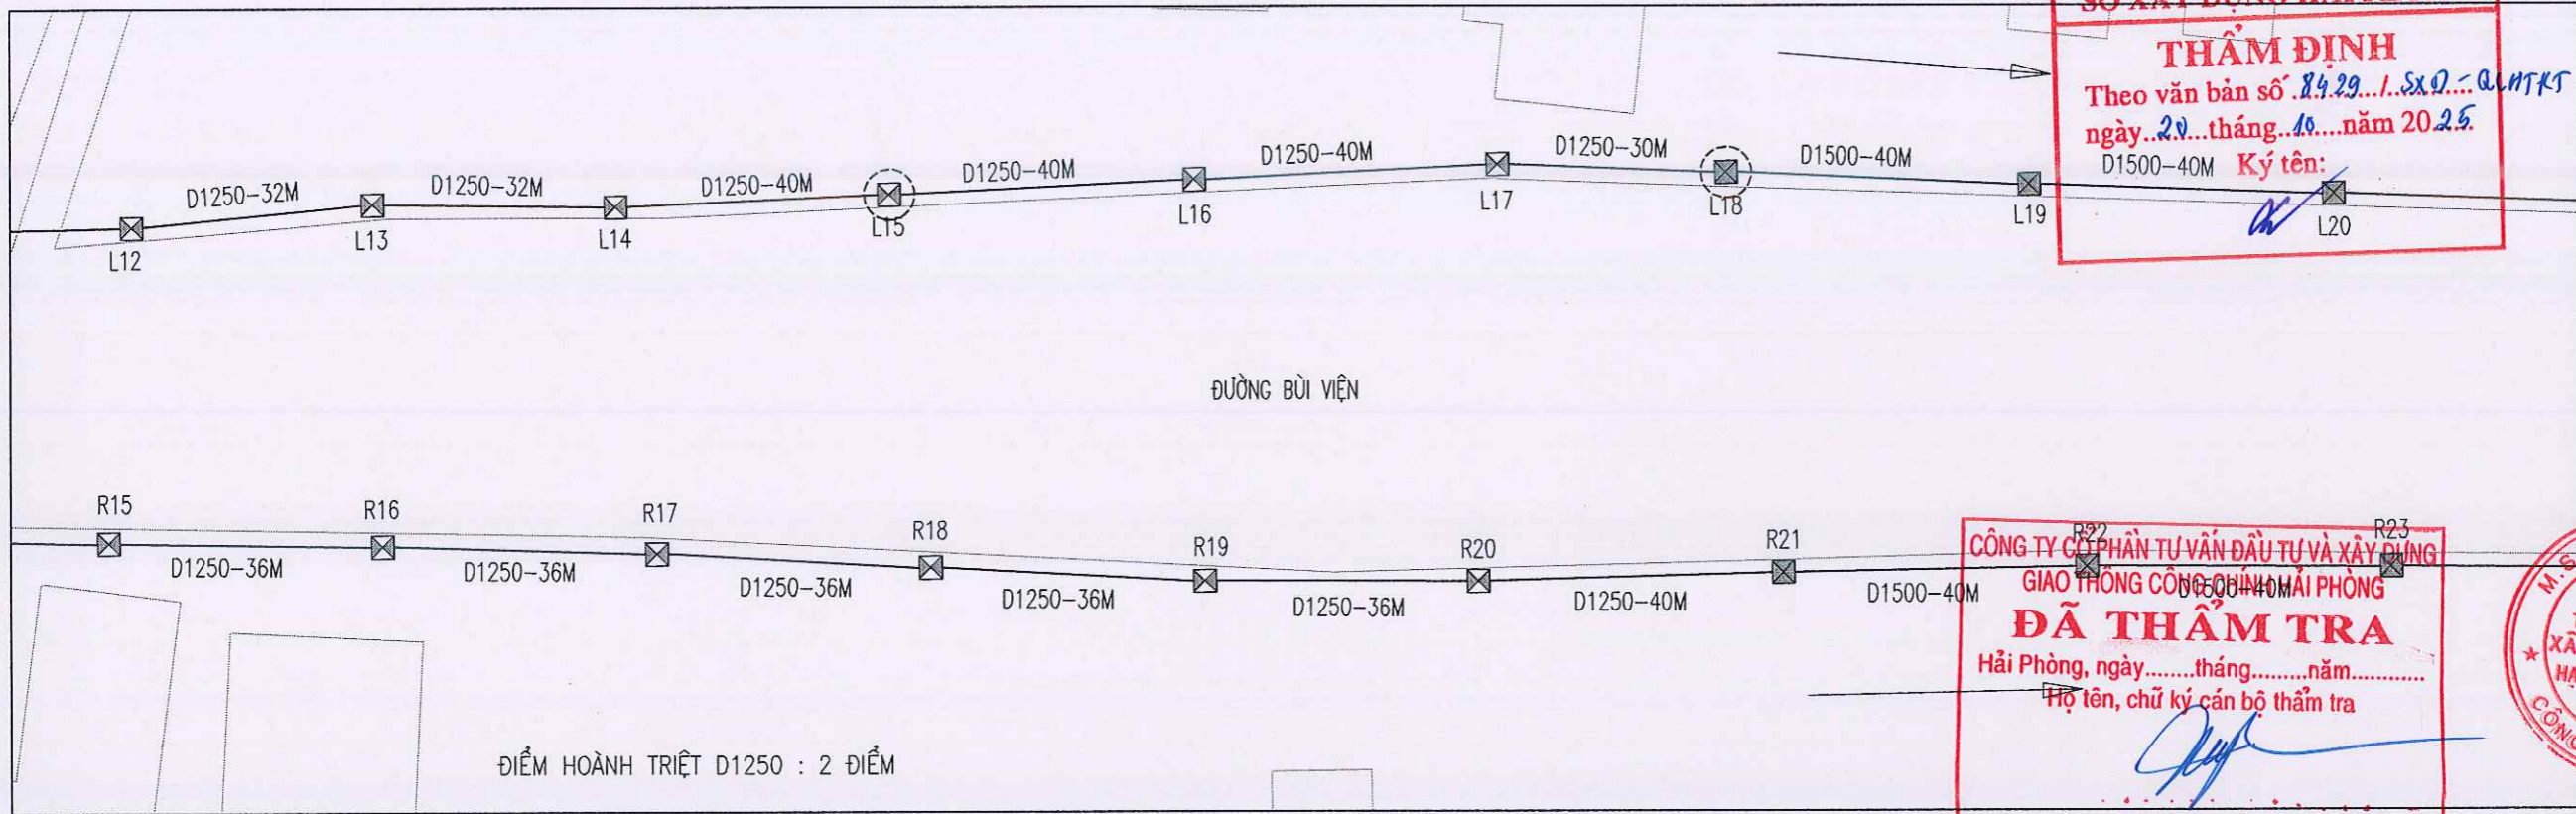 THẨM ĐỊNH
Theo văn bản số 8429 / SXD - QLHTKT
ngày 20 tháng 10 năm 2025
Ký tên:
D1250-32M
D1250-32M
D1250-40M
D1250-40M
D1250-40M
D1250-30M
D1500-40M
D1500-40M
L12
L13
L14
L15
L16
L17
L18
L19
L20
ĐƯỜNG BÙI VIỆN
R15
R16
R17
R18
R19
R20
R21
R22
R23
D1250-36M
D1250-36M
D1250-36M
D1250-36M
D1250-36M
D1250-40M
D1500-40M
D1500-40M
CÔNG TY CỔ PHẦN TƯ VẤN ĐẦU TƯ VÀ XÂY DỰNG
GIAO THÔNG CÔNG CHÍNH HẢI PHÒNG
ĐÃ THẨM TRA
Hải Phòng, ngày........tháng.........năm............
Họ tên, chữ ký cán bộ thẩm tra
ĐIỂM HOÀNH TRIỆT D1250 : 2 ĐIỂM